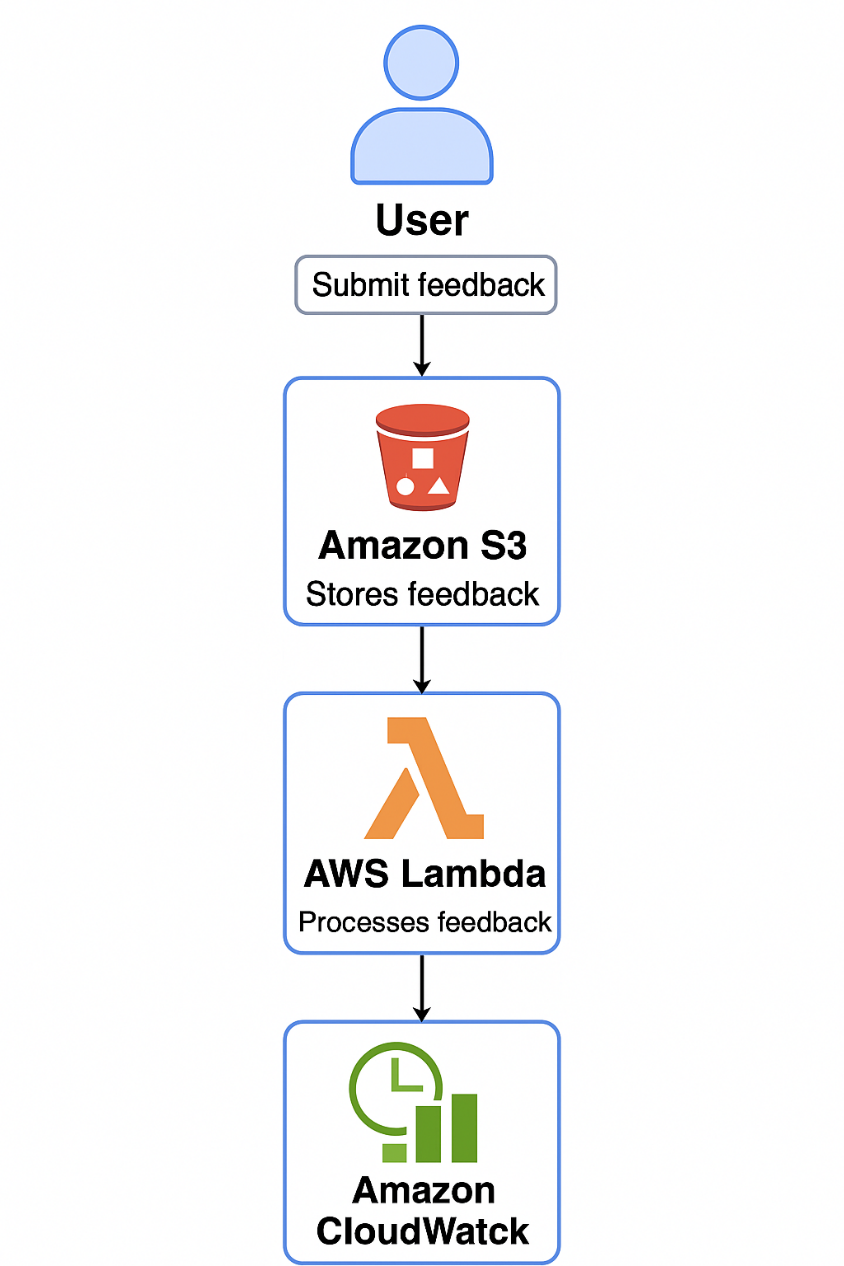 User
Submit feedback
Amazon S3
Stores feedback
AWS Lambda
Processes feedback
Amazon
CloudWatck